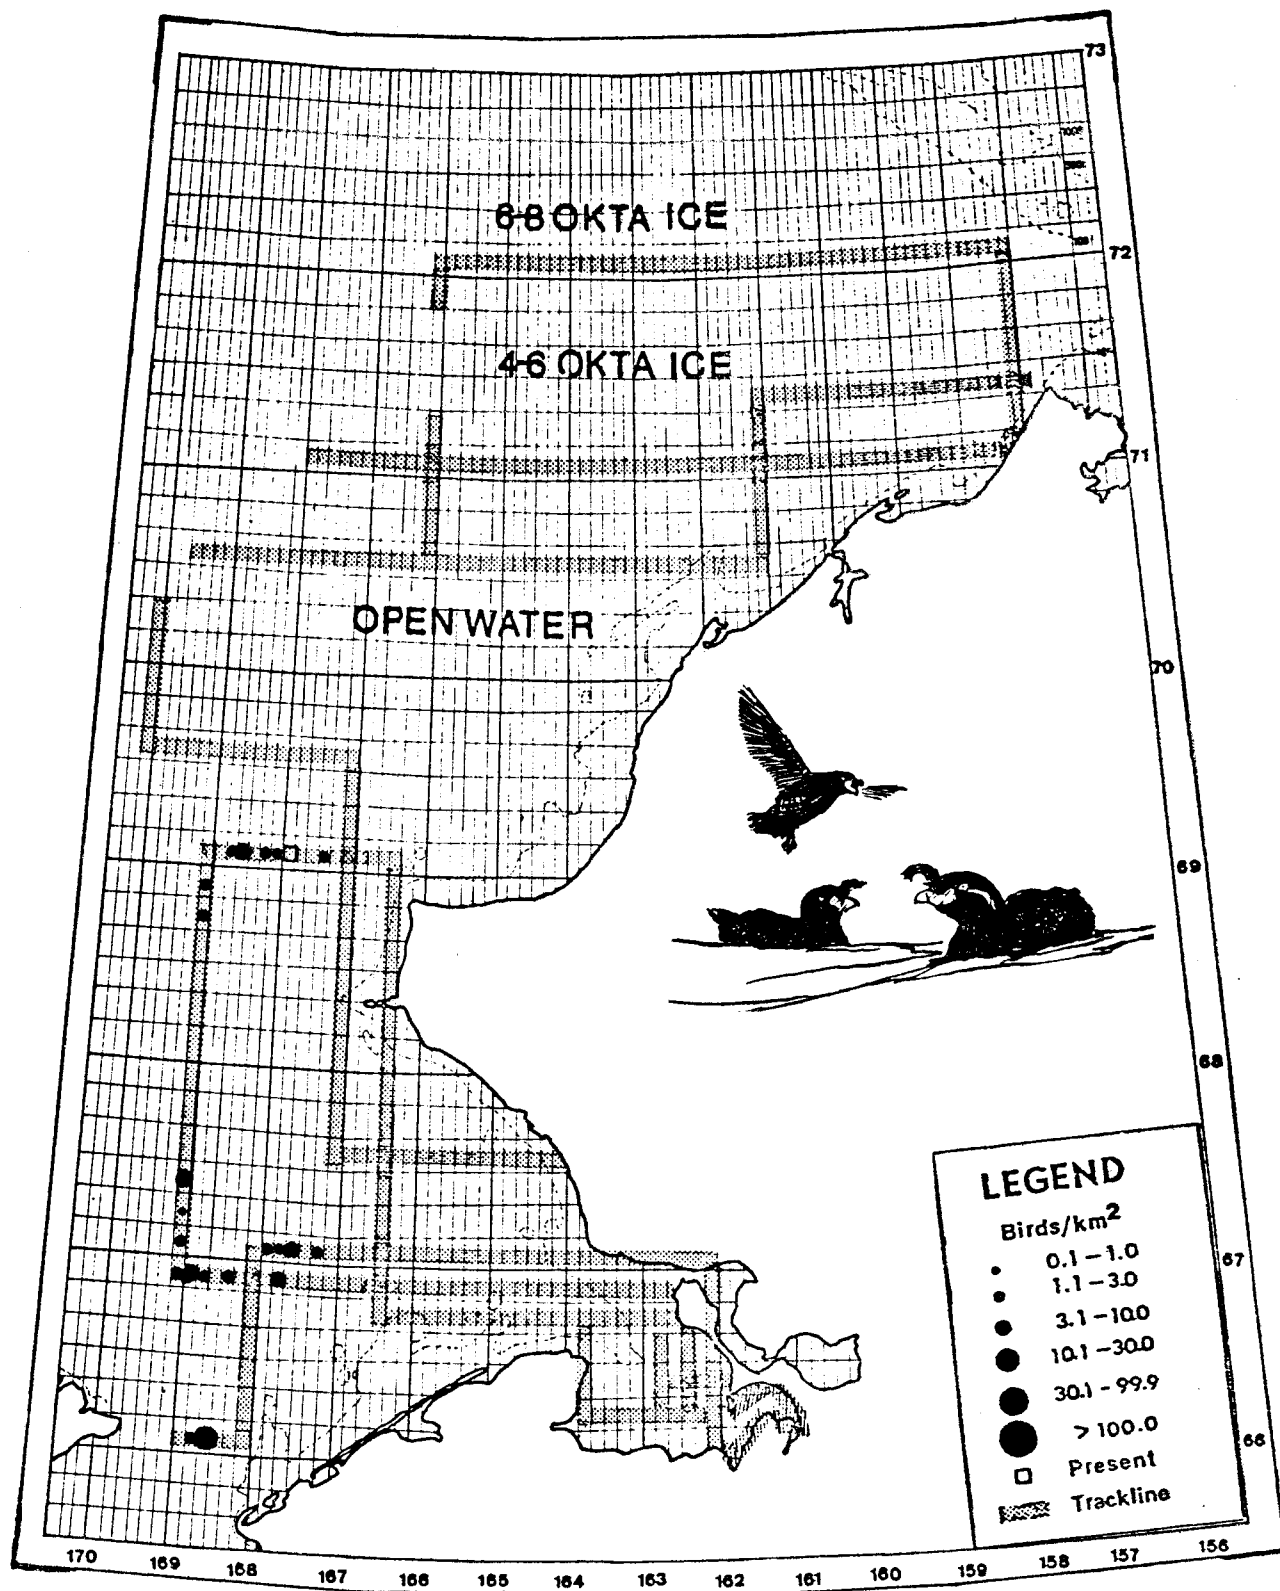 73
6-8 OKTA ICE
72
4-6 OKTA ICE
71
OPEN WATER
70
69
68
LEGEND
Birds/km²
0.1 – 1.0
1.1 – 3.0
3.1 – 10.0
10.1 – 30.0
30.1 - 99.9
> 100.0
Present
Trackline
67
66
170 169 168 167 166 165 164 163 162 161 160 159 158 157 156